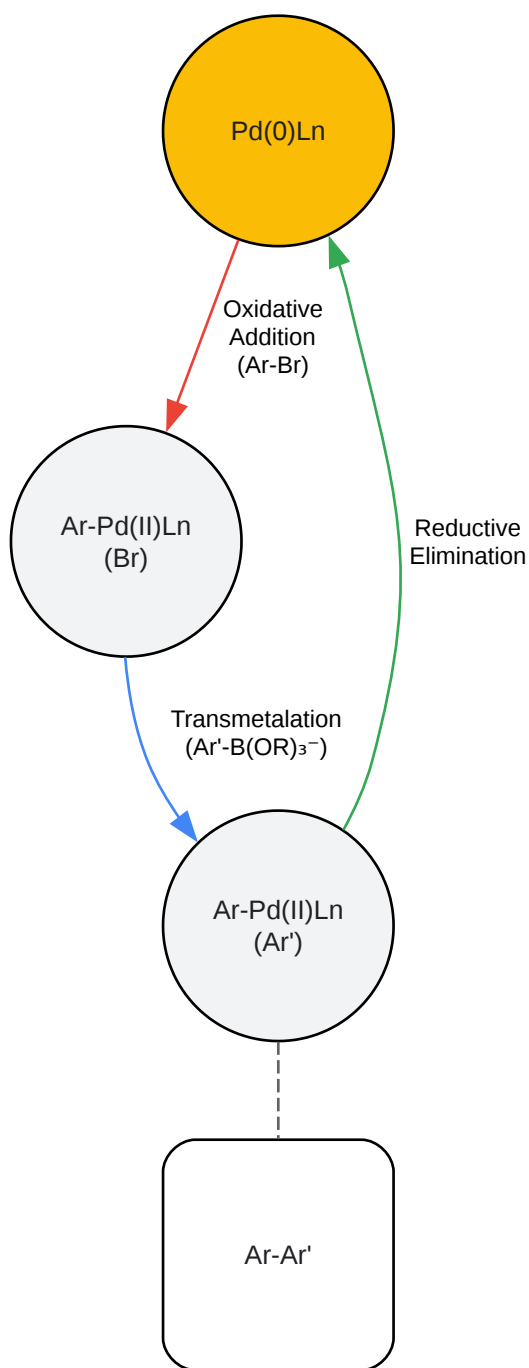 Pd(0)Ln
Oxidative
Addition
(Ar-Br)
Ar-Pd(II)Ln
(Br)
Reductive
Elimination
Transmetalation
(Ar'-B(OR)₃⁻)
Ar-Pd(II)Ln
(Ar')
Ar-Ar'